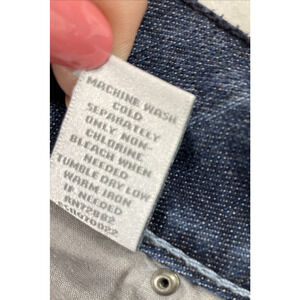 MACHINE WASH
COLD
SEPARATELY
ONLY NON-
CHLORINE
BLEACH WHEN
NEEDED
TUMBLE DRY LOW
WARM IRON
IF NEEDED
RN72882